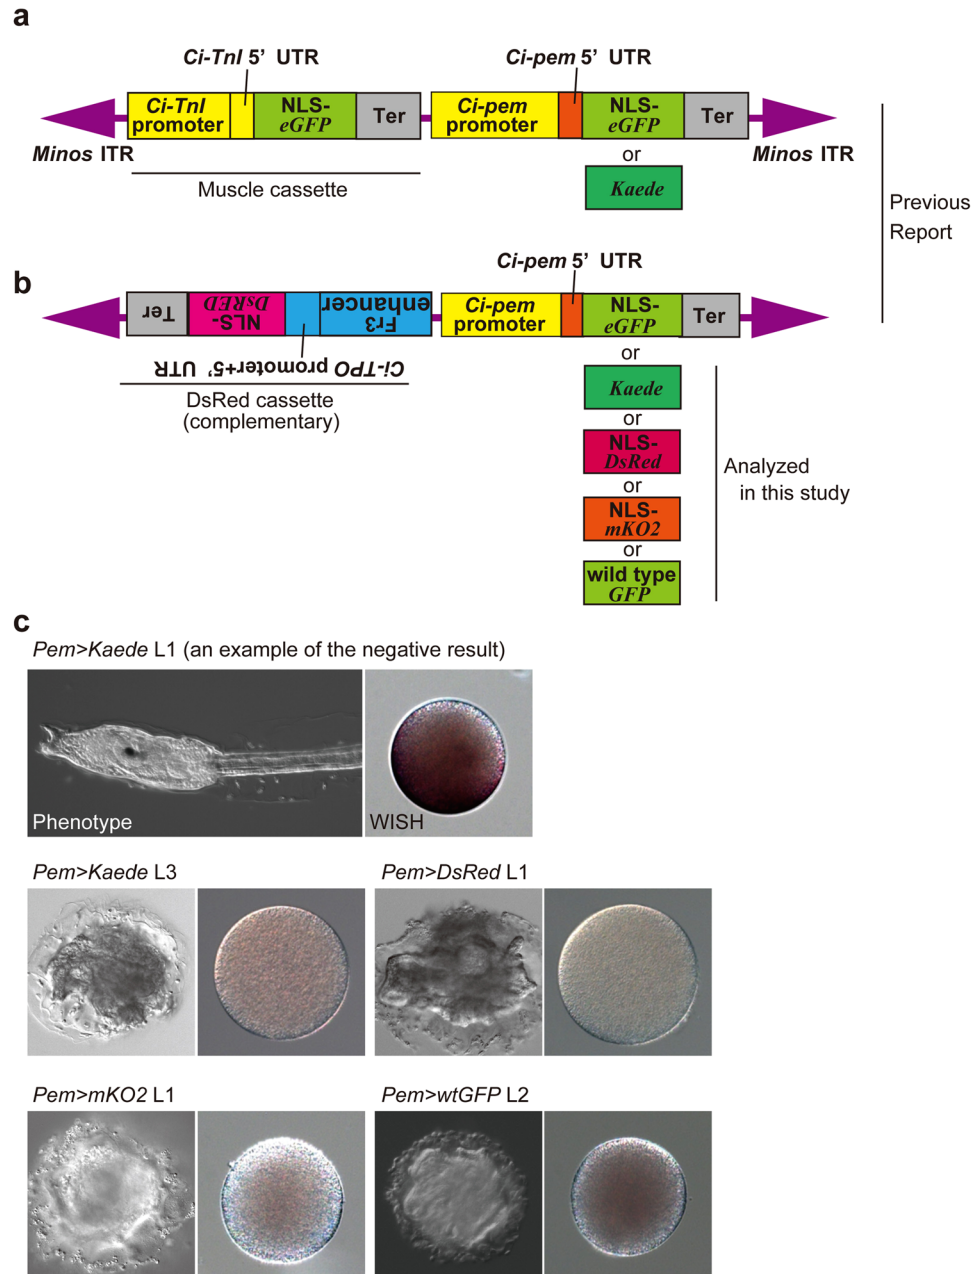 a
Ci-TnI 5’ UTR
Ci-pem 5’ UTR
Ci-TnI promoter
NLS-eGFP
Ter
Ci-pem promoter
NLS-eGFP
Ter
Minos ITR
Minos ITR
or
Muscle cassette
Kaede
Previous
Report
Ci-pem 5’ UTR
b
Ter
NLS-DsRED
Fr3 enhancer
Ci-pem promoter
NLS-eGFP
Ter
or
Ci-TPO promoter+5’ UTR
DsRed cassette
(complementary)
Kaede
or
NLS-
DsRed
Analyzed
in this study
or
NLS-
mKO2
or
wild type
GFP
c
Pem>Kaede L1 (an example of the negative result)
Phenotype
WISH
Pem>Kaede L3
Pem>DsRed L1
Pem>mKO2 L1
Pem>wtGFP L2